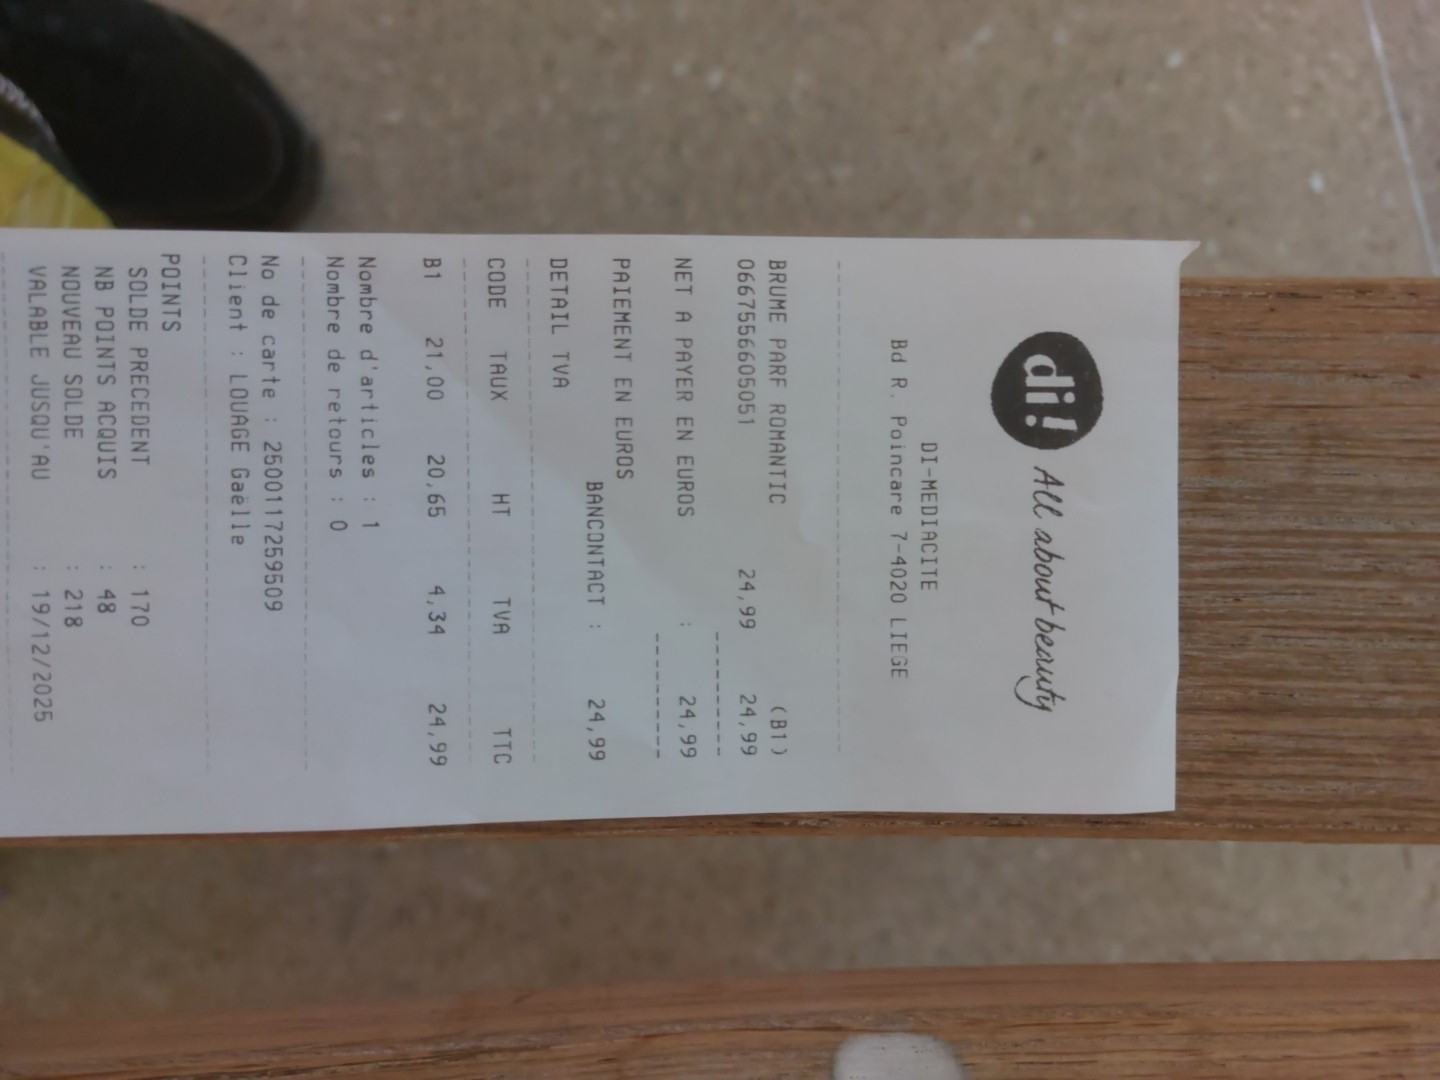 di! All about beauty
DI-MEDIACITE
Bd R. Poincare 7-4020 LIEGE
BRUME PARF ROMANTIC (B1)
0667556605051 24,99 24,99
NET A PAYER EN EUROS : 24,99
PAIEMENT EN EUROS
BANCONTACT : 24,99
DETAIL TVA
CODE TAUX HT TVA TTC
B1 21,00 20,65 4,34 24,99
Nombre d'articles : 1
Nombre de retours : 0
No de carte : 2500117259509
Client : LOUAGE Gaëlle
POINTS
SOLDE PRECEDENT : 170
NB POINTS ACQUIS : 48
NOUVEAU SOLDE : 218
VALABLE JUSQU'AU : 19/12/2025